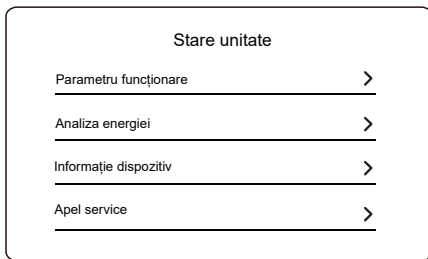 Stare unitate
Parametru funcționare
Analiza energiei
Informație dispozitiv
Apel service